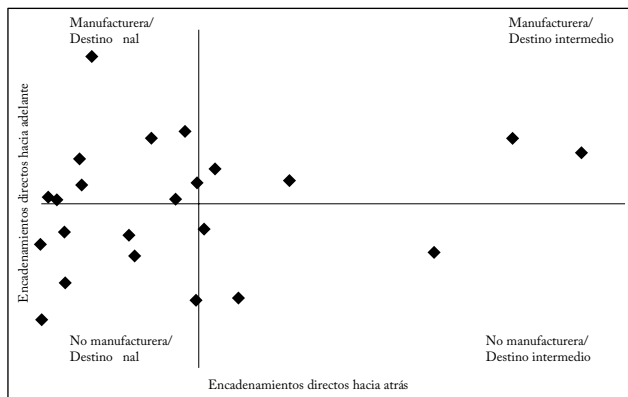 Manufacturera/
Destino nal
Manufacturera/
Destino intermedio
Encadenamientos directos hacia adelante
No manufacturera/
Destino nal
No manufacturera/
Destino intermedio
Encadenamientos directos hacia atrás